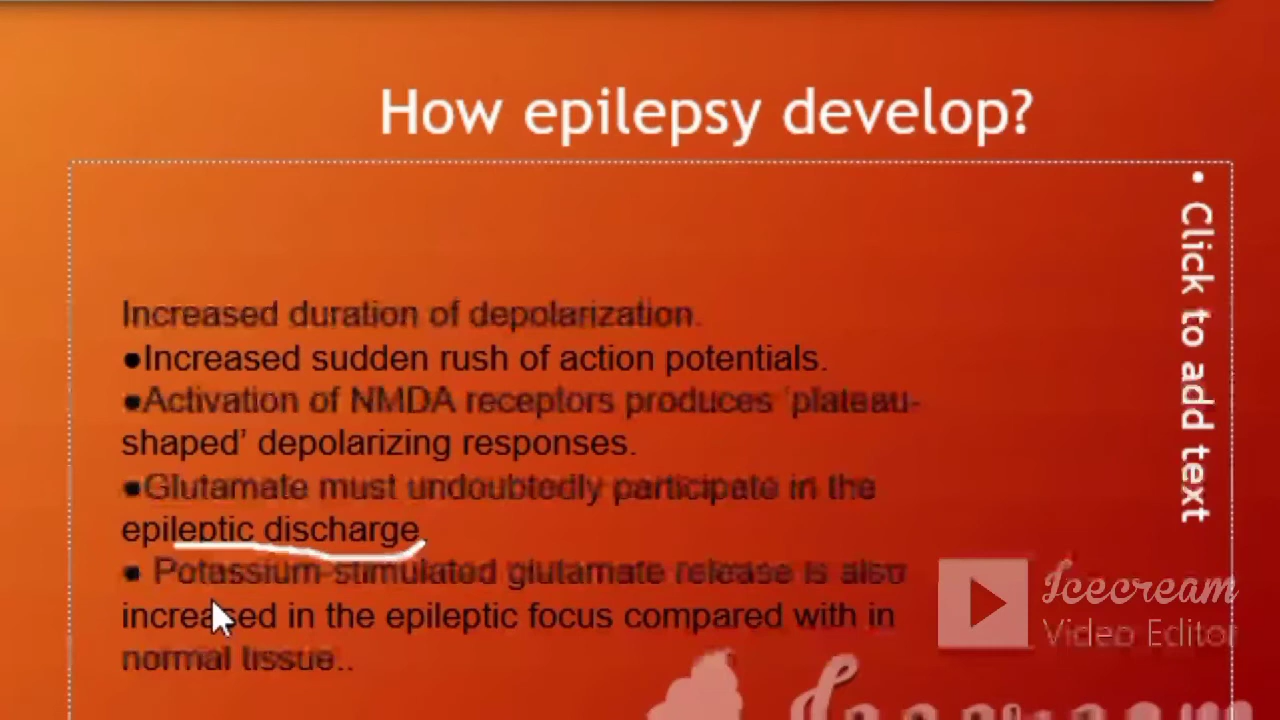 How epilepsy develop?
• Click to add text
Increased duration of depolarization.
●Increased sudden rush of action potentials.
●Activation of NMDA receptors produces 'plateau-
shaped' depolarizing responses.
●Glutamate must undoubtedly participate in the
epileptic discharge.
● Potassium-stimulated glutamate release is also
increased in the epileptic focus compared with in
normal tissue..
Icecream
Video Editor
Icecream